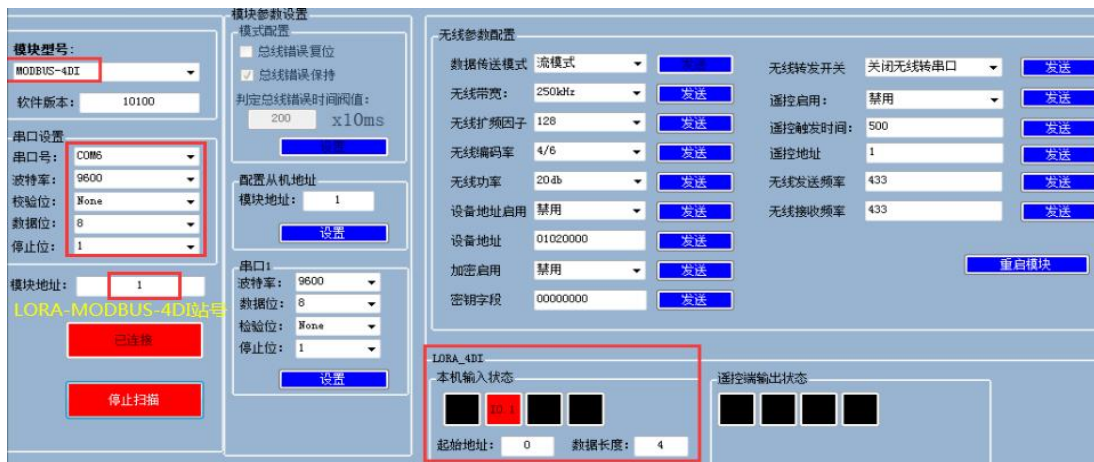 模块型号:
MODBUS-4DI
软件版本: 10100
串口设置
串口号: COM6
波特率: 9600
校验位: None
数据位: 8
停止位: 1
模块地址: 1
LORA-MODBUS-4DI站号
已连接
停止扫描
模块参数设置
模式配置
总线错误复位
总线错误保持
判定总线错误时间阀值:
200 x10ms
设置
配置从机地址
模块地址: 1
设置
串口1
波特率: 9600
数据位: 8
检验位: None
停止位: 1
设置
无线参数配置
数据传送模式 流模式 发送
无线带宽: 250kHz 发送
无线扩频因子 128 发送
无线编码率 4/6 发送
无线功率 20db 发送
设备地址启用 禁用 发送
设备地址 01020000 发送
加密启用 禁用 发送
密钥字段 00000000 发送
无线转发开关 关闭无线转串口 发送
遥控启用: 禁用 发送
遥控触发时间: 500 发送
遥控地址 1 发送
无线发送频率 433 发送
无线接收频率 433 发送
重启模块
LORA_4DI
本机输入状态
I0.1
起始地址: 0 数据长度: 4
遥控端输出状态